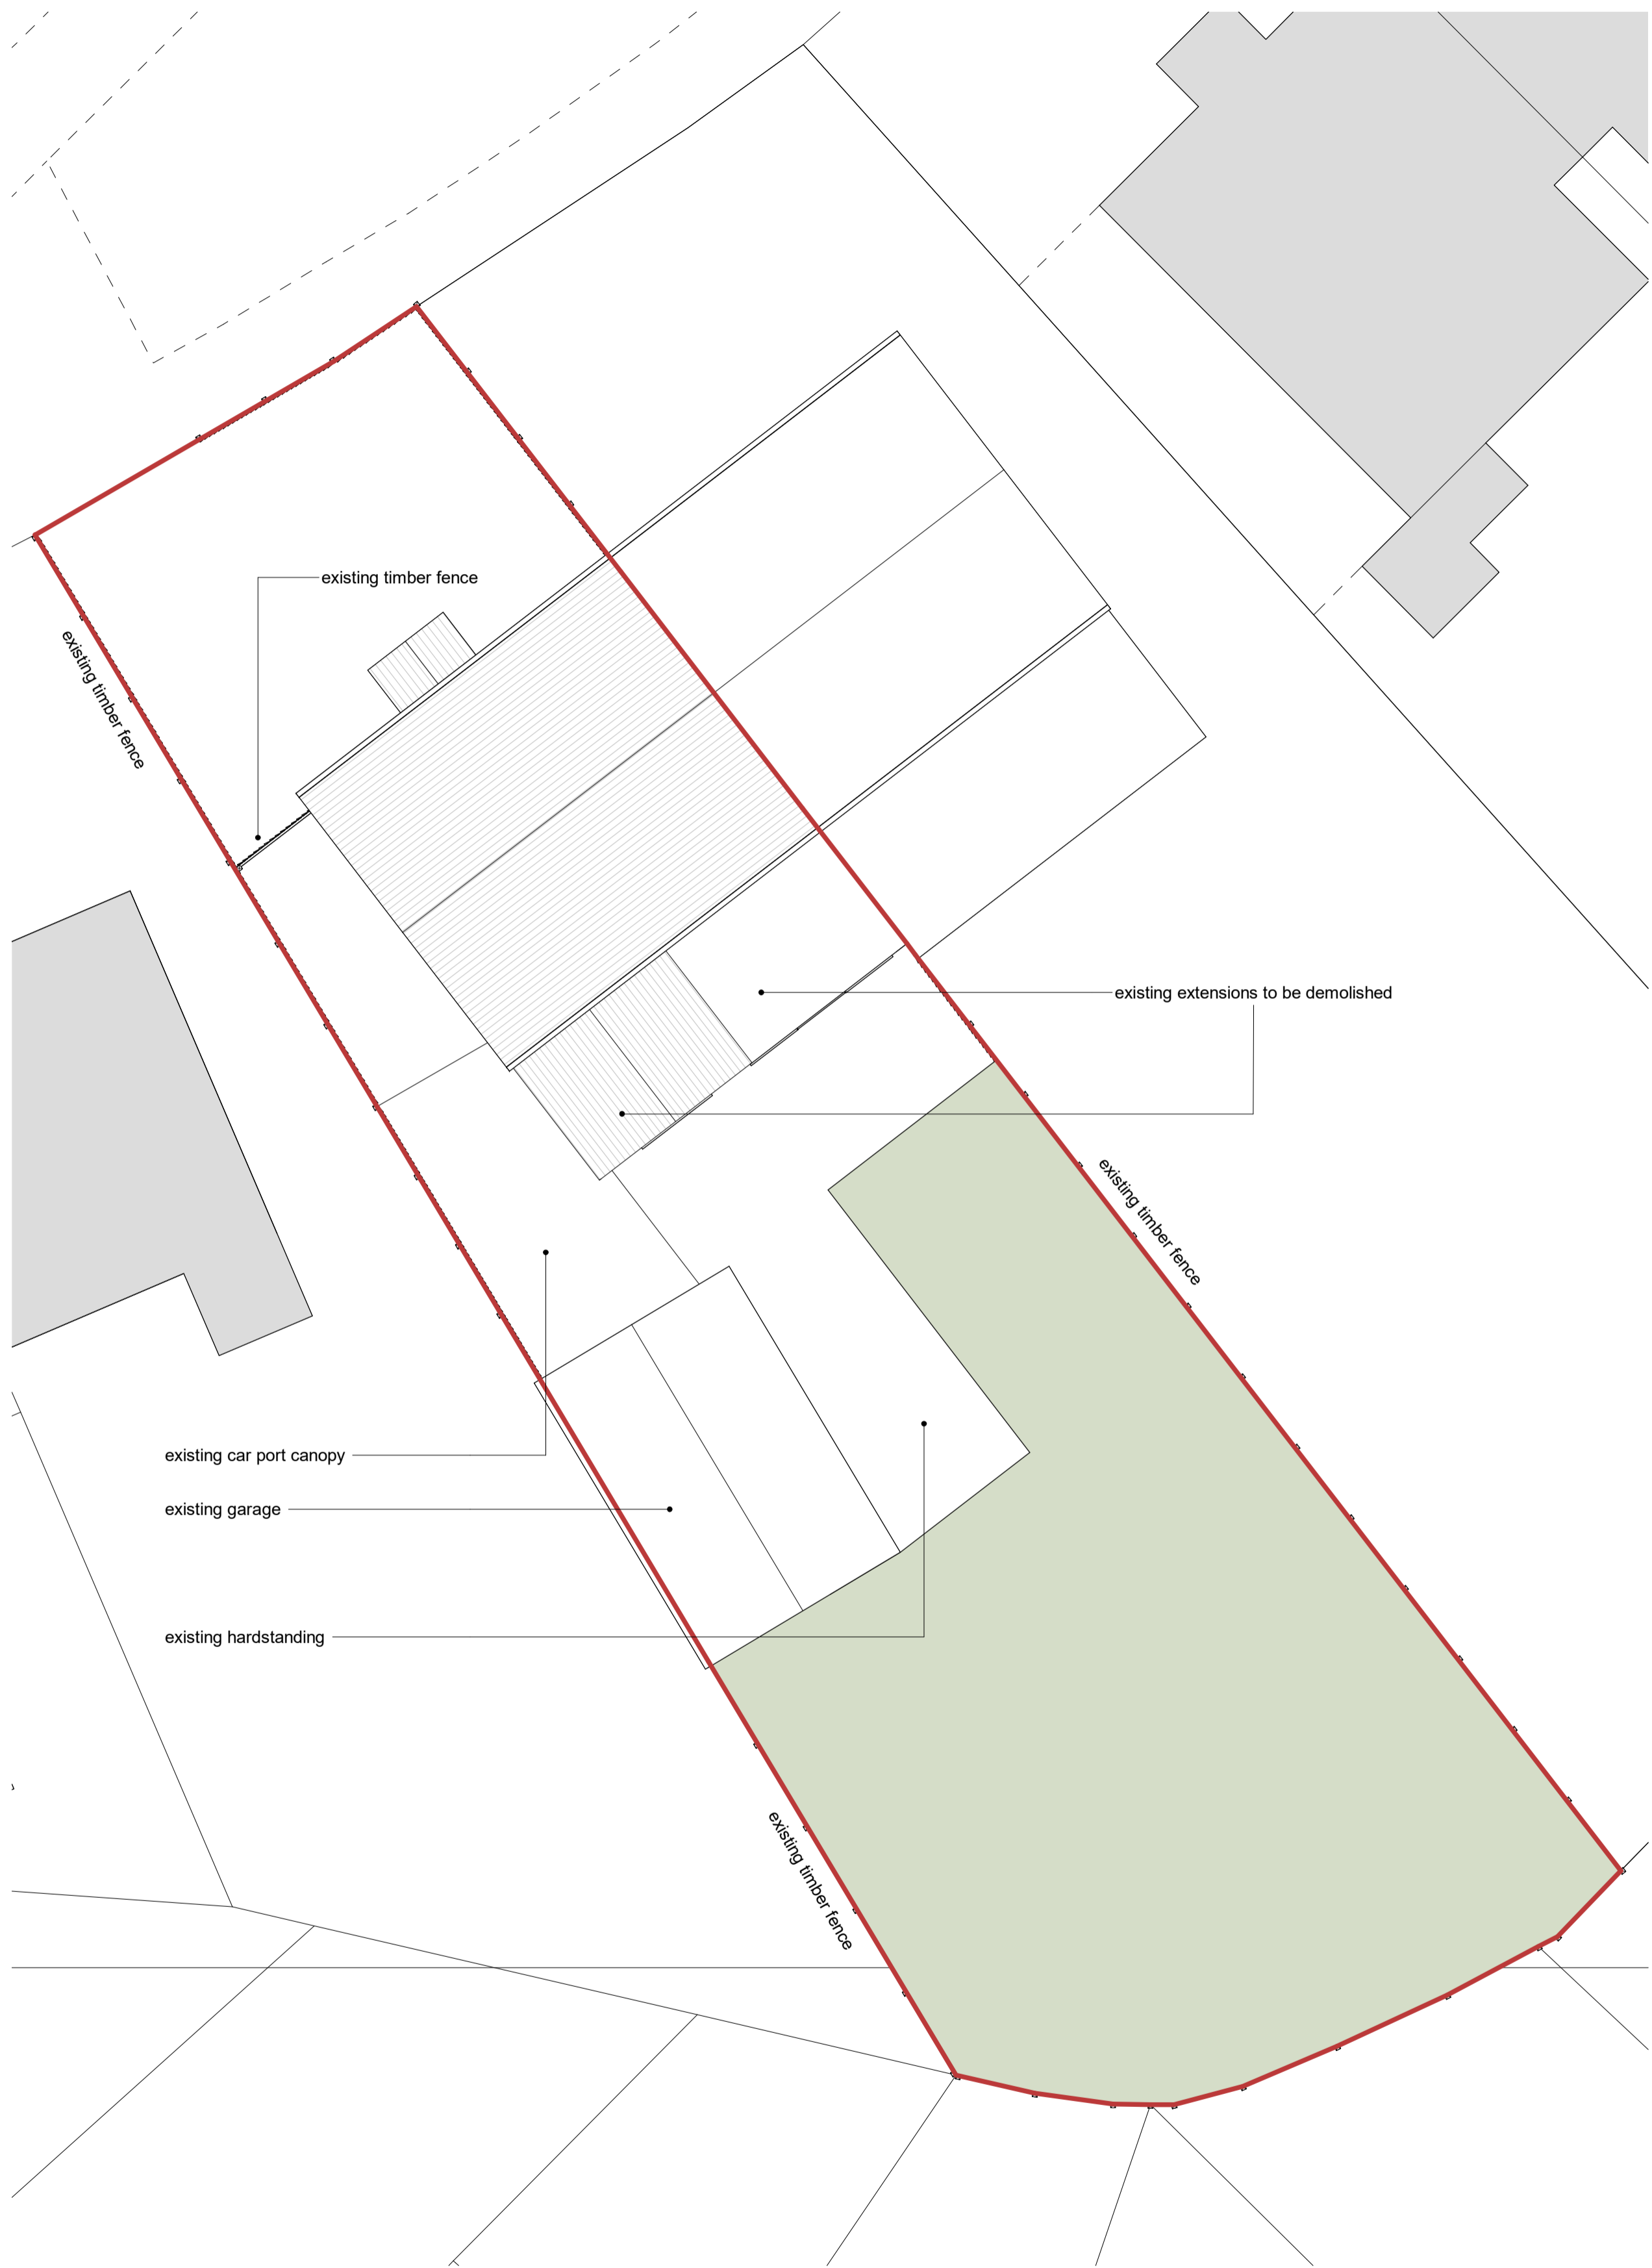 existing timber fence
existing timber fence
existing extensions to be demolished
existing timber fence
existing car port canopy
existing garage
existing hardstanding
existing timber fence